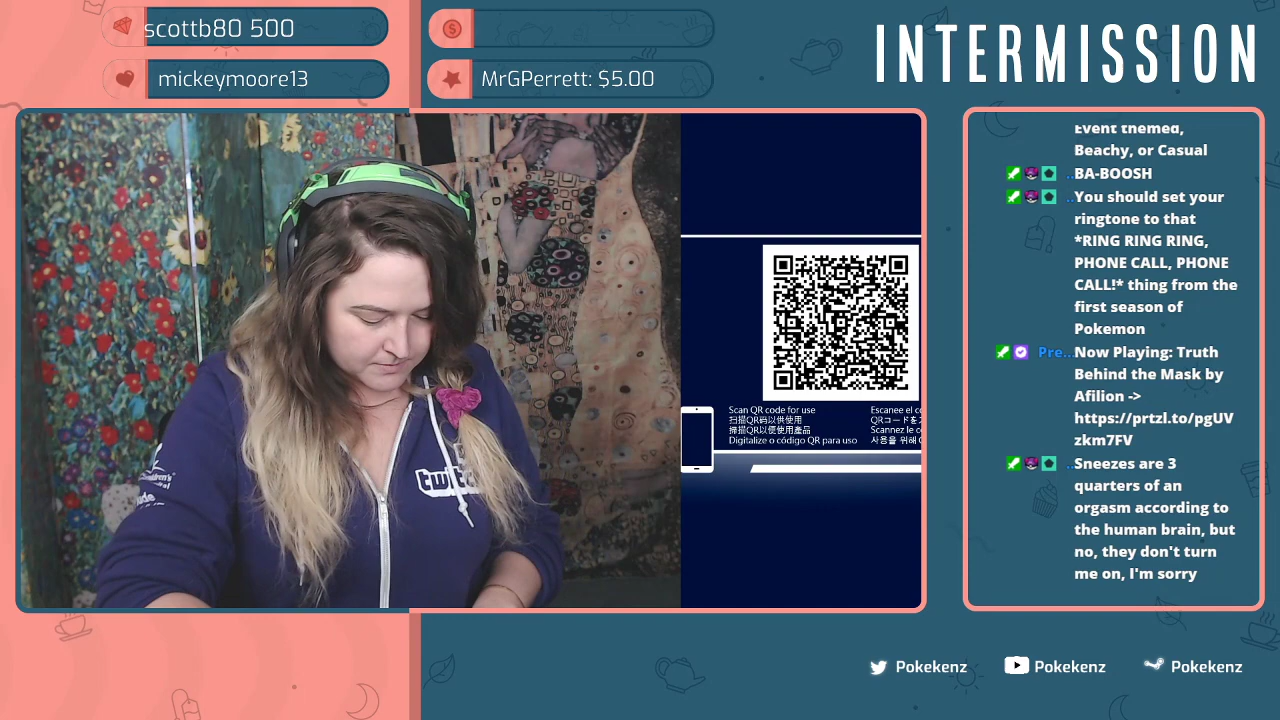 scottb80 500
mickeymoore13
MrGPerrett: $5.00
INTERMISSION
twitch
Scan QR code for use
扫描QR码以供使用
掃描QR以便使用產品
Digitalize o código QR para uso
Escanee el c
QRコードを
Scannez le c
사용을 위해
Event themed,
Beachy, or Casual
BA-BOOSH
..You should set your
ringtone to that
*RING RING RING,
PHONE CALL, PHONE
CALL!* thing from the
first season of
Pokemon
Pre...Now Playing: Truth
Behind the Mask by
Afilion ->
https://prtzl.to/pgUV
zkm7FV
..Sneezes are 3
quarters of an
orgasm according to
the human brain, but
no, they don't turn
me on, I'm sorry
Pokekenz
Pokekenz
Pokekenz